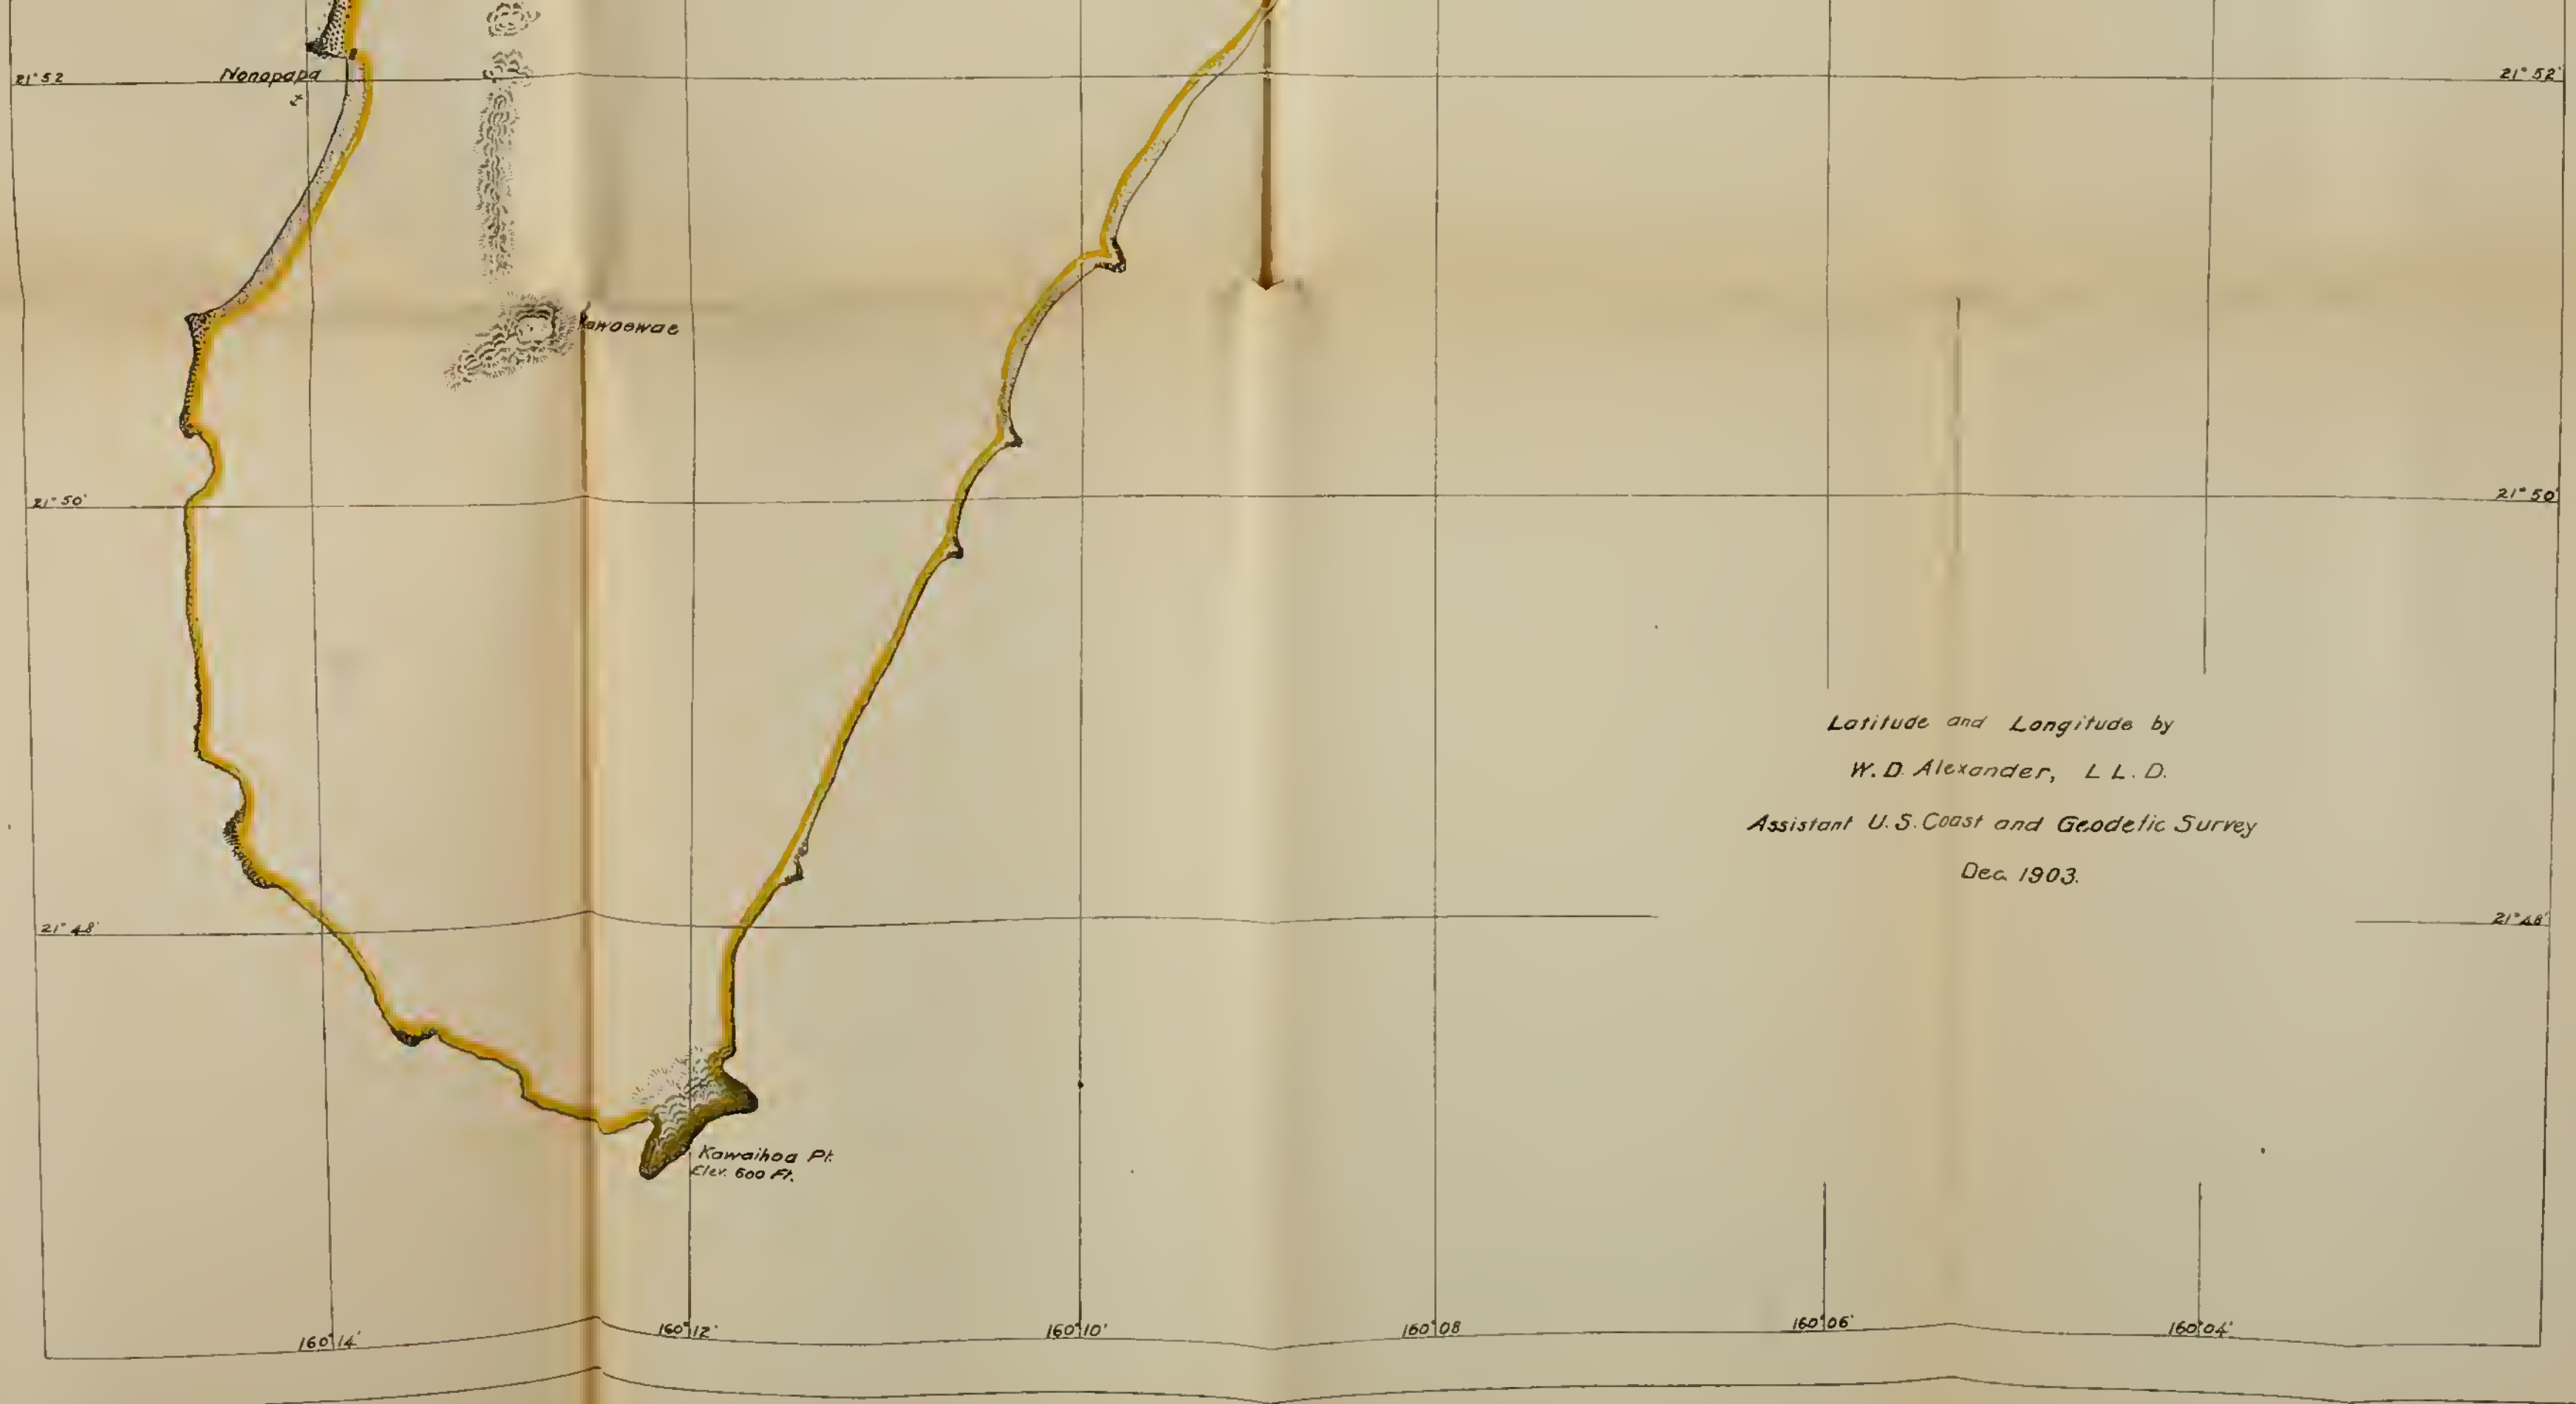 21° 52
Nonopapa
21° 52'
Kawaewae
21° 50'
21° 50'
Latitude and Longitude by
W. D. Alexander, L L. D.
Assistant U. S. Coast and Geodetic Survey
Dec. 1903.
21° 48'
21° 48'
Kawaihoa Pt.
Elev. 600 Ft.
160° 14'
160° 12'
160° 10'
160° 08
160° 06'
160° 04'